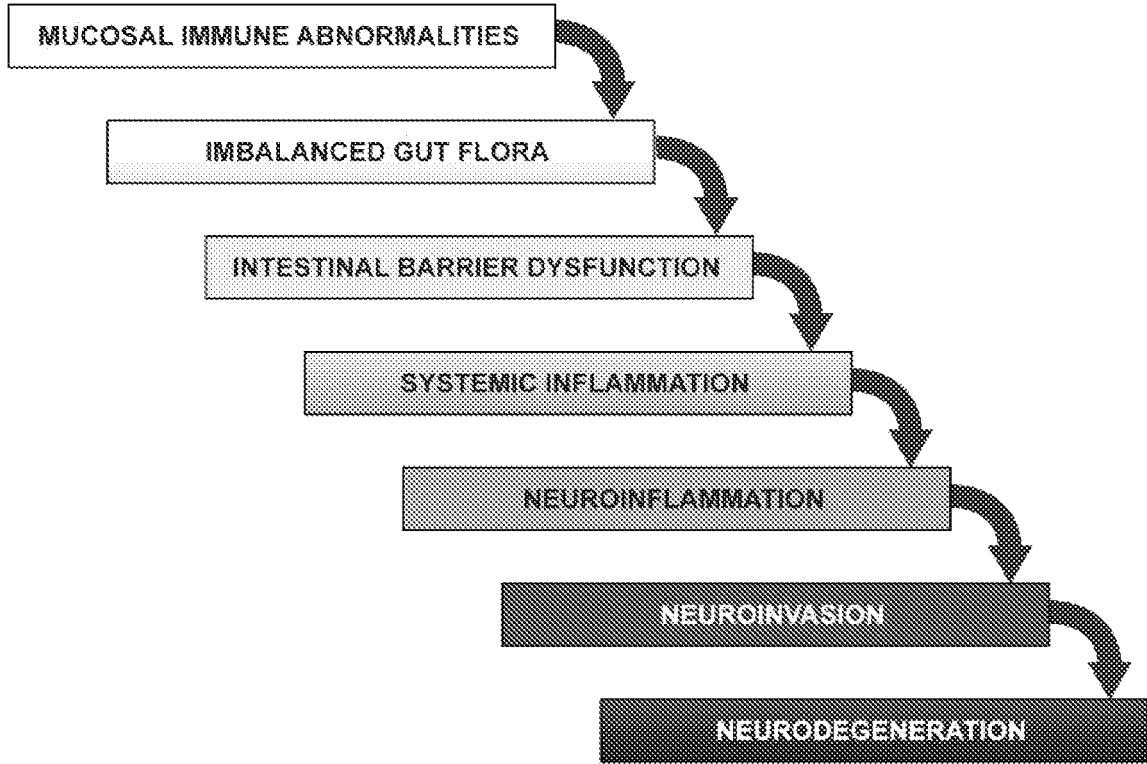 MUCOSAL IMMUNE ABNORMALITIES
IMBALANCED GUT FLORA
INTESTINAL BARRIER DYSFUNCTION
SYSTEMIC INFLAMMATION
NEUROINFLAMMATION
NEUROINVASION
NEURODEGENERATION